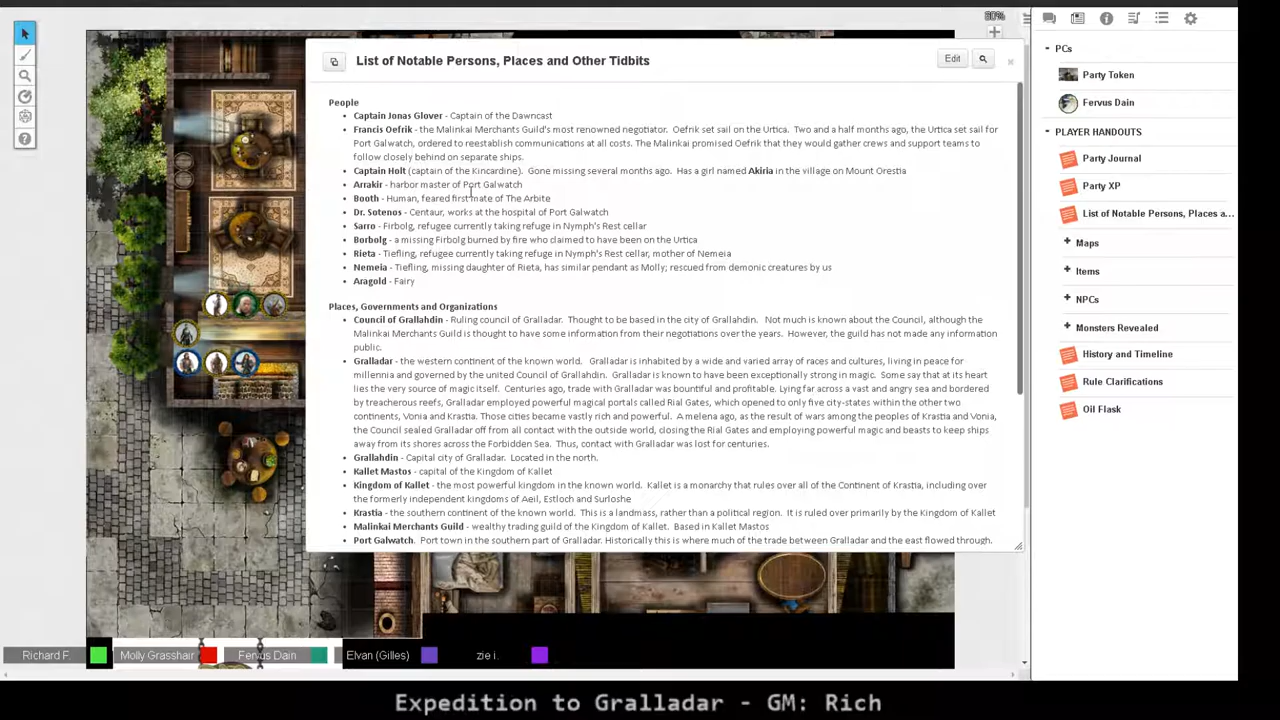 80%
List of Notable Persons, Places and Other Tidbits
Edit
People
Captain Jonas Glover - Captain of the Dawncast
Francis Oefrik - the Malinkai Merchants Guild's most renowned negotiator. Oefrik set sail on the Urtica. Two and a half months ago, the Urtica set sail for
Port Galwatch, ordered to reestablish communications at all costs. The Malinkai promised Oefrik that they would gather crews and support teams to
follow closely behind on separate ships.
Captain Holt (captain of the Kincardine). Gone missing several months ago. Has a girl named Akiria in the village on Mount Orestia
Arrakir - harbor master of Port Galwatch
Booth - Human, feared first mate of The Arbite
Dr. Sotenos - Centaur, works at the hospital of Port Galwatch
Sarro - Firbolg, refugee currently taking refuge in Nymph's Rest cellar
Borbolg - a missing Firbolg burned by fire who claimed to have been on the Urtica
Rieta - Tiefling, refugee currently taking refuge in Nymph's Rest cellar, mother of Nemeia
Nemeia - Tiefling, missing daughter of Rieta, has similar pendant as Molly; rescued from demonic creatures by us
Aragold - Fairy
Places, Governments and Organizations
Council of Grallahdin - Ruling council of Gralladar. Thought to be based in the city of Grallahdin. Not much is known about the Council, although the
Malinkai Merchants Guild is thought to have some information from their negotiations over the years. However, the guild has not made any information
public.
Gralladar - the western continent of the known world. Gralladar is inhabited by a wide and varied array of races and cultures, living in peace for
millennia and governed by the united Council of Grallahdin. Gralladar is known to have been exceptionally strong in magic. Some say that at its heart
lies the very source of magic itself. Centuries ago, trade with Gralladar was bountiful and profitable. Lying far across a vast and angry sea and bordered
by treacherous reefs, Gralladar employed powerful magical portals called Rial Gates, which opened to only five city-states within the other two
continents, Vonia and Krastia. Those cities became vastly rich and powerful. A melena ago, as the result of wars among the peoples of Krastia and Vonia,
the Council sealed Gralladar off from all contact with the outside world, closing the Rial Gates and employing powerful magic and beasts to keep ships
away from its shores across the Forbidden Sea. Thus, contact with Gralladar was lost for centuries.
Grallahdin - Capital city of Gralladar. Located in the north.
Kallet Mastos - capital of the Kingdom of Kallet
Kingdom of Kallet - the most powerful kingdom in the known world. Kallet is a monarchy that rules over all of the Continent of Krastia, including over
the formerly independent kingdoms of Aeil, Estloch and Surloshe
Krastia - the southern continent of the known world. This is a landmass, rather than a political region. It is ruled over primarily by the Kingdom of Kallet
Malinkai Merchants Guild - wealthy trading guild of the Kingdom of Kallet. Based in Kallet Mastos
Port Galwatch. Port town in the southern part of Gralladar. Historically this is where much of the trade between Gralladar and the east flowed through.
PCs
Party Token
Fervus Dain
PLAYER HANDOUTS
Party Journal
Party XP
List of Notable Persons, Places a...
Maps
Items
NPCs
Monsters Revealed
History and Timeline
Rule Clarifications
Oil Flask
Richard F.
Molly Grasshair
Fervus Dain
Elvan (Gilles)
zie i.
Expedition to Gralladar - GM: Rich